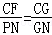 CF/PN = CG/GN